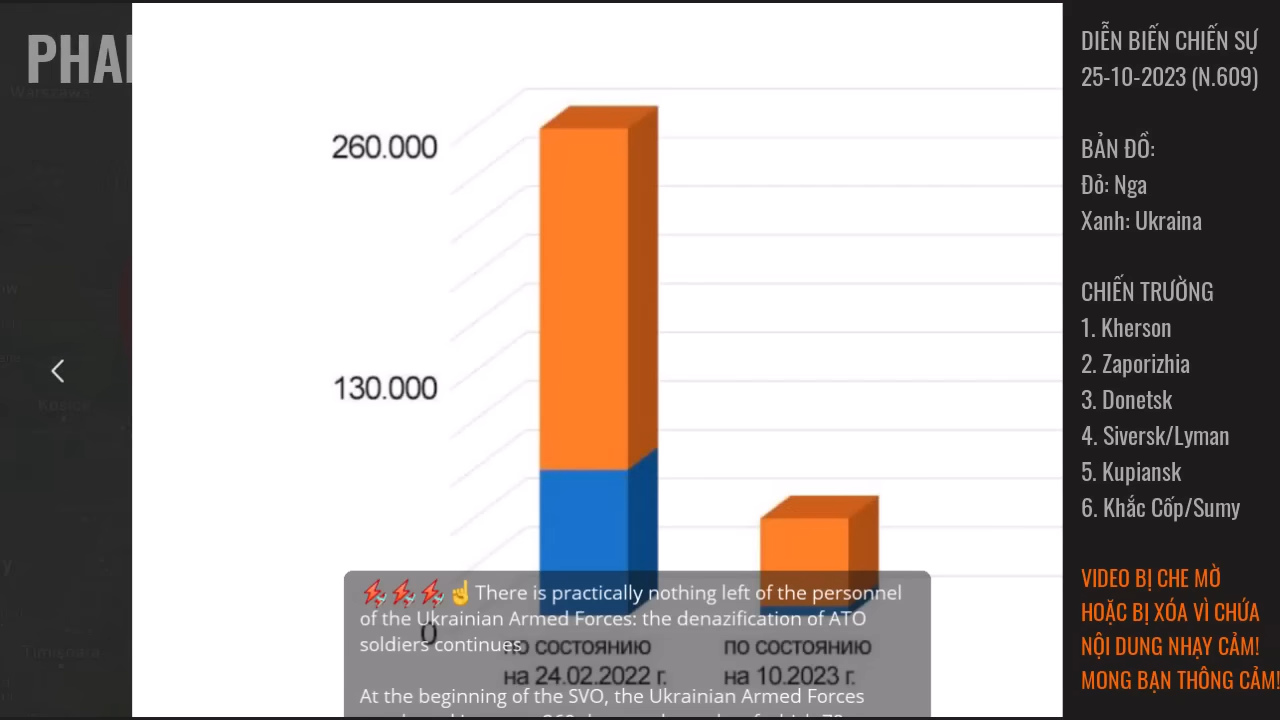 PHA
Warszawa
260.000
130.000
0
по состоянию
на 24.02.2022 г.
по состоянию
на 10.2023 г.
⚡⚡⚡☝There is practically nothing left of the personnel
of the Ukrainian Armed Forces: the denazification of ATO
soldiers continues
At the beginning of the SVO, the Ukrainian Armed Forces
Košice
Timișoara
DIỄN BIẾN CHIẾN SỰ
25-10-2023 (N.609)
BẢN ĐỒ:
Đỏ: Nga
Xanh: Ukraina
CHIẾN TRƯỜNG
1. Kherson
2. Zaporizhia
3. Donetsk
4. Siversk/Lyman
5. Kupiansk
6. Khắc Cốp/Sumy
VIDEO BỊ CHE MỜ
HOẶC BỊ XÓA VÌ CHỨA
NỘI DUNG NHẠY CẢM!
MONG BẠN THÔNG CẢM!